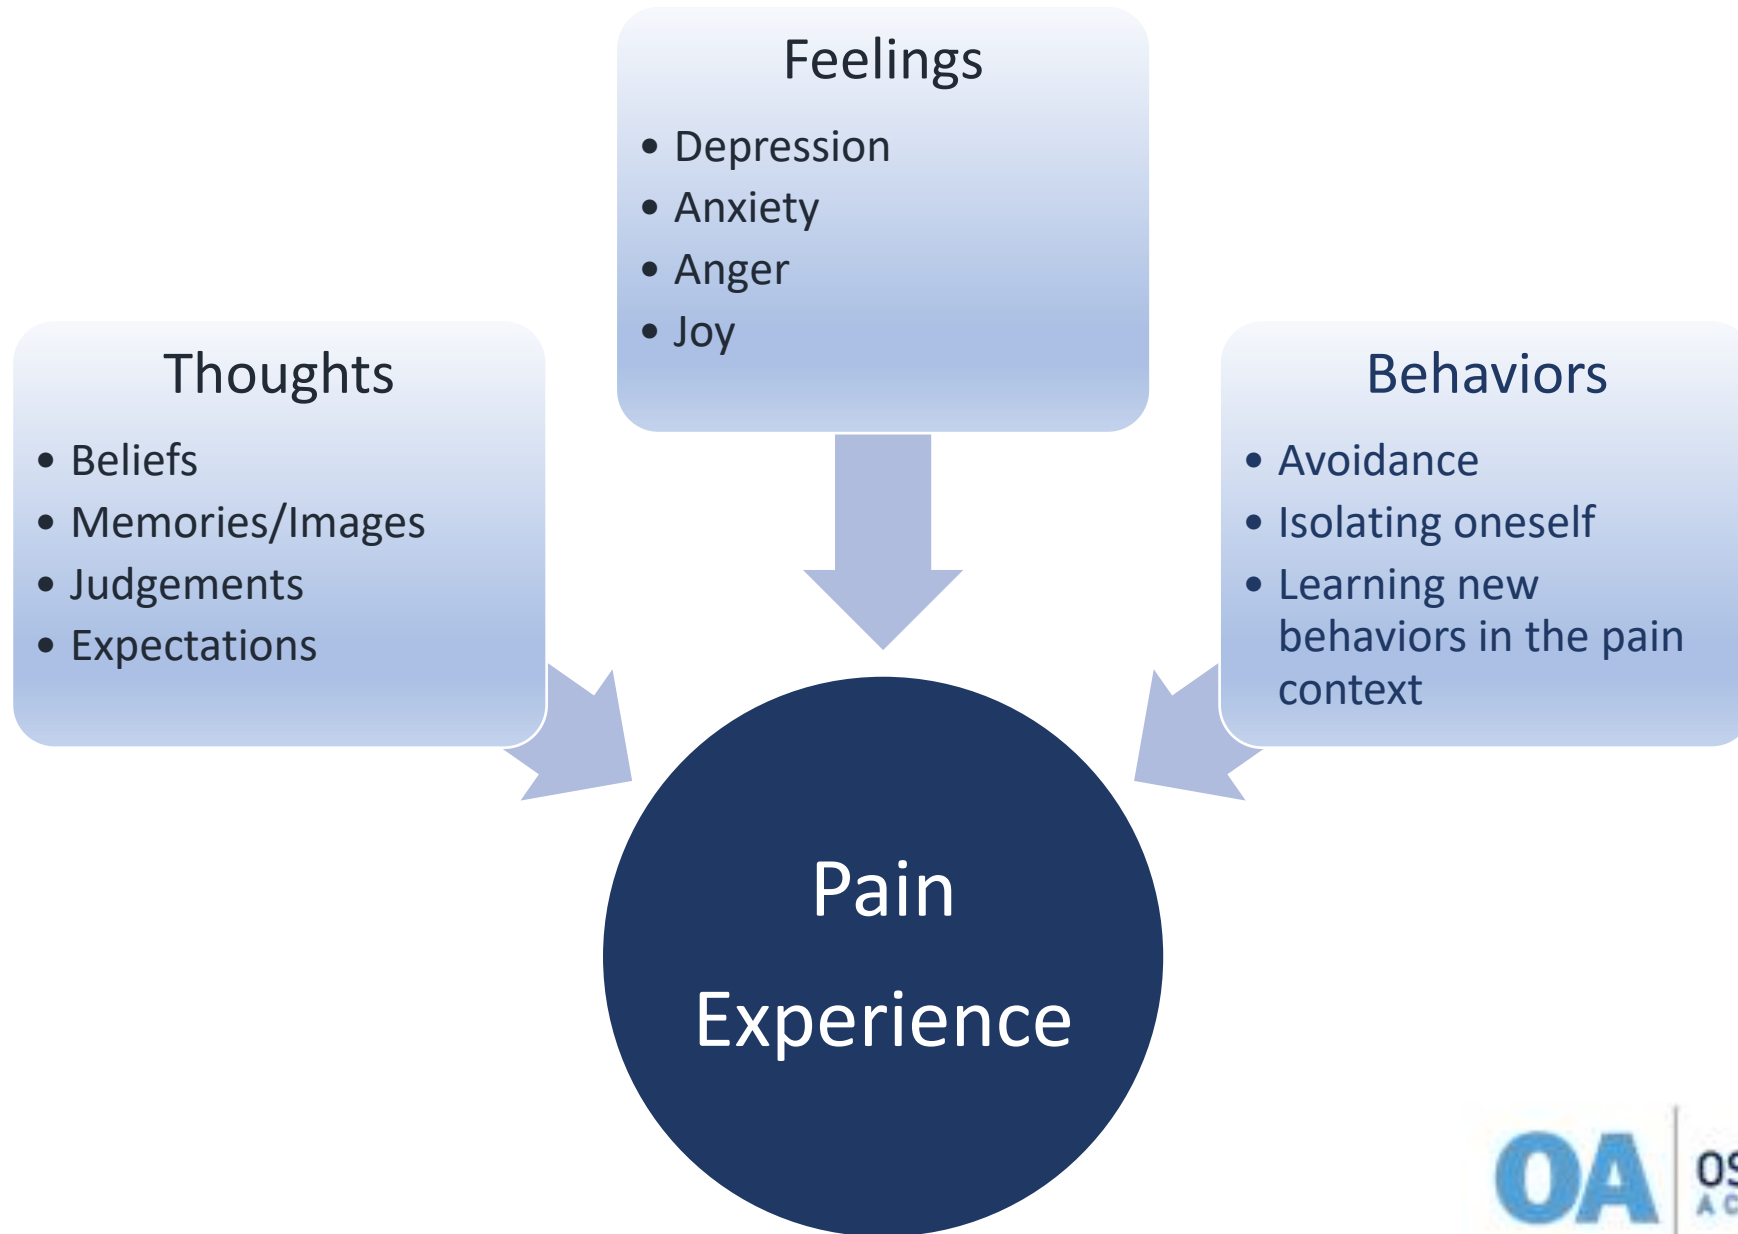 Feelings
• Depression
• Anxiety
• Anger
• Joy
Thoughts
• Beliefs
• Memories/Images
• Judgements
• Expectations
Behaviors
• Avoidance
• Isolating oneself
• Learning new
behaviors in the pain
context
Pain
Experience
OA